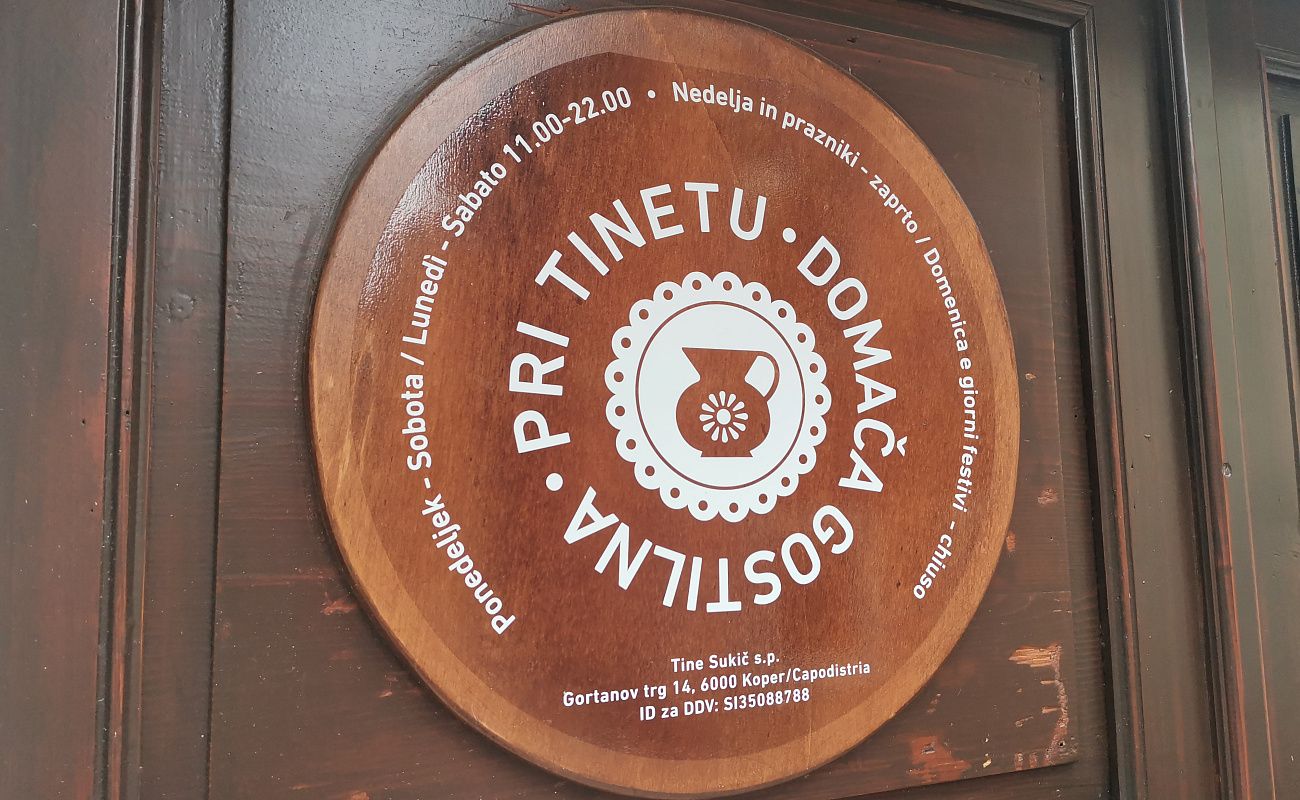 Ponedeljek - Sobota / Lunedì - Sabato 11.00-22.00 • Nedelja in prazniki - zaprto / Domenica e giorni festivi - chiuso
PRI TINETU • DOMAČA GOSTILNA •
Tine Sukič s.p.
Gortanov trg 14, 6000 Koper/Capodistria
ID za DDV: SI35088788